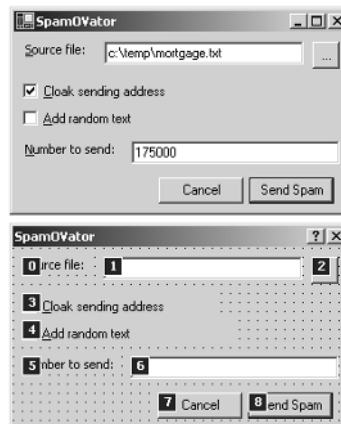 SpamOVator
Source file: c:\temp\mortgage.txt ...
Cloak sending address
Add random text
Number to send: 175000
Cancel Send Spam
SpamOVator ?
0 urce file: 1 2
3 Cloak sending address
4 Add random text
5 mber to send: 6
7 Cancel 8 end Spam